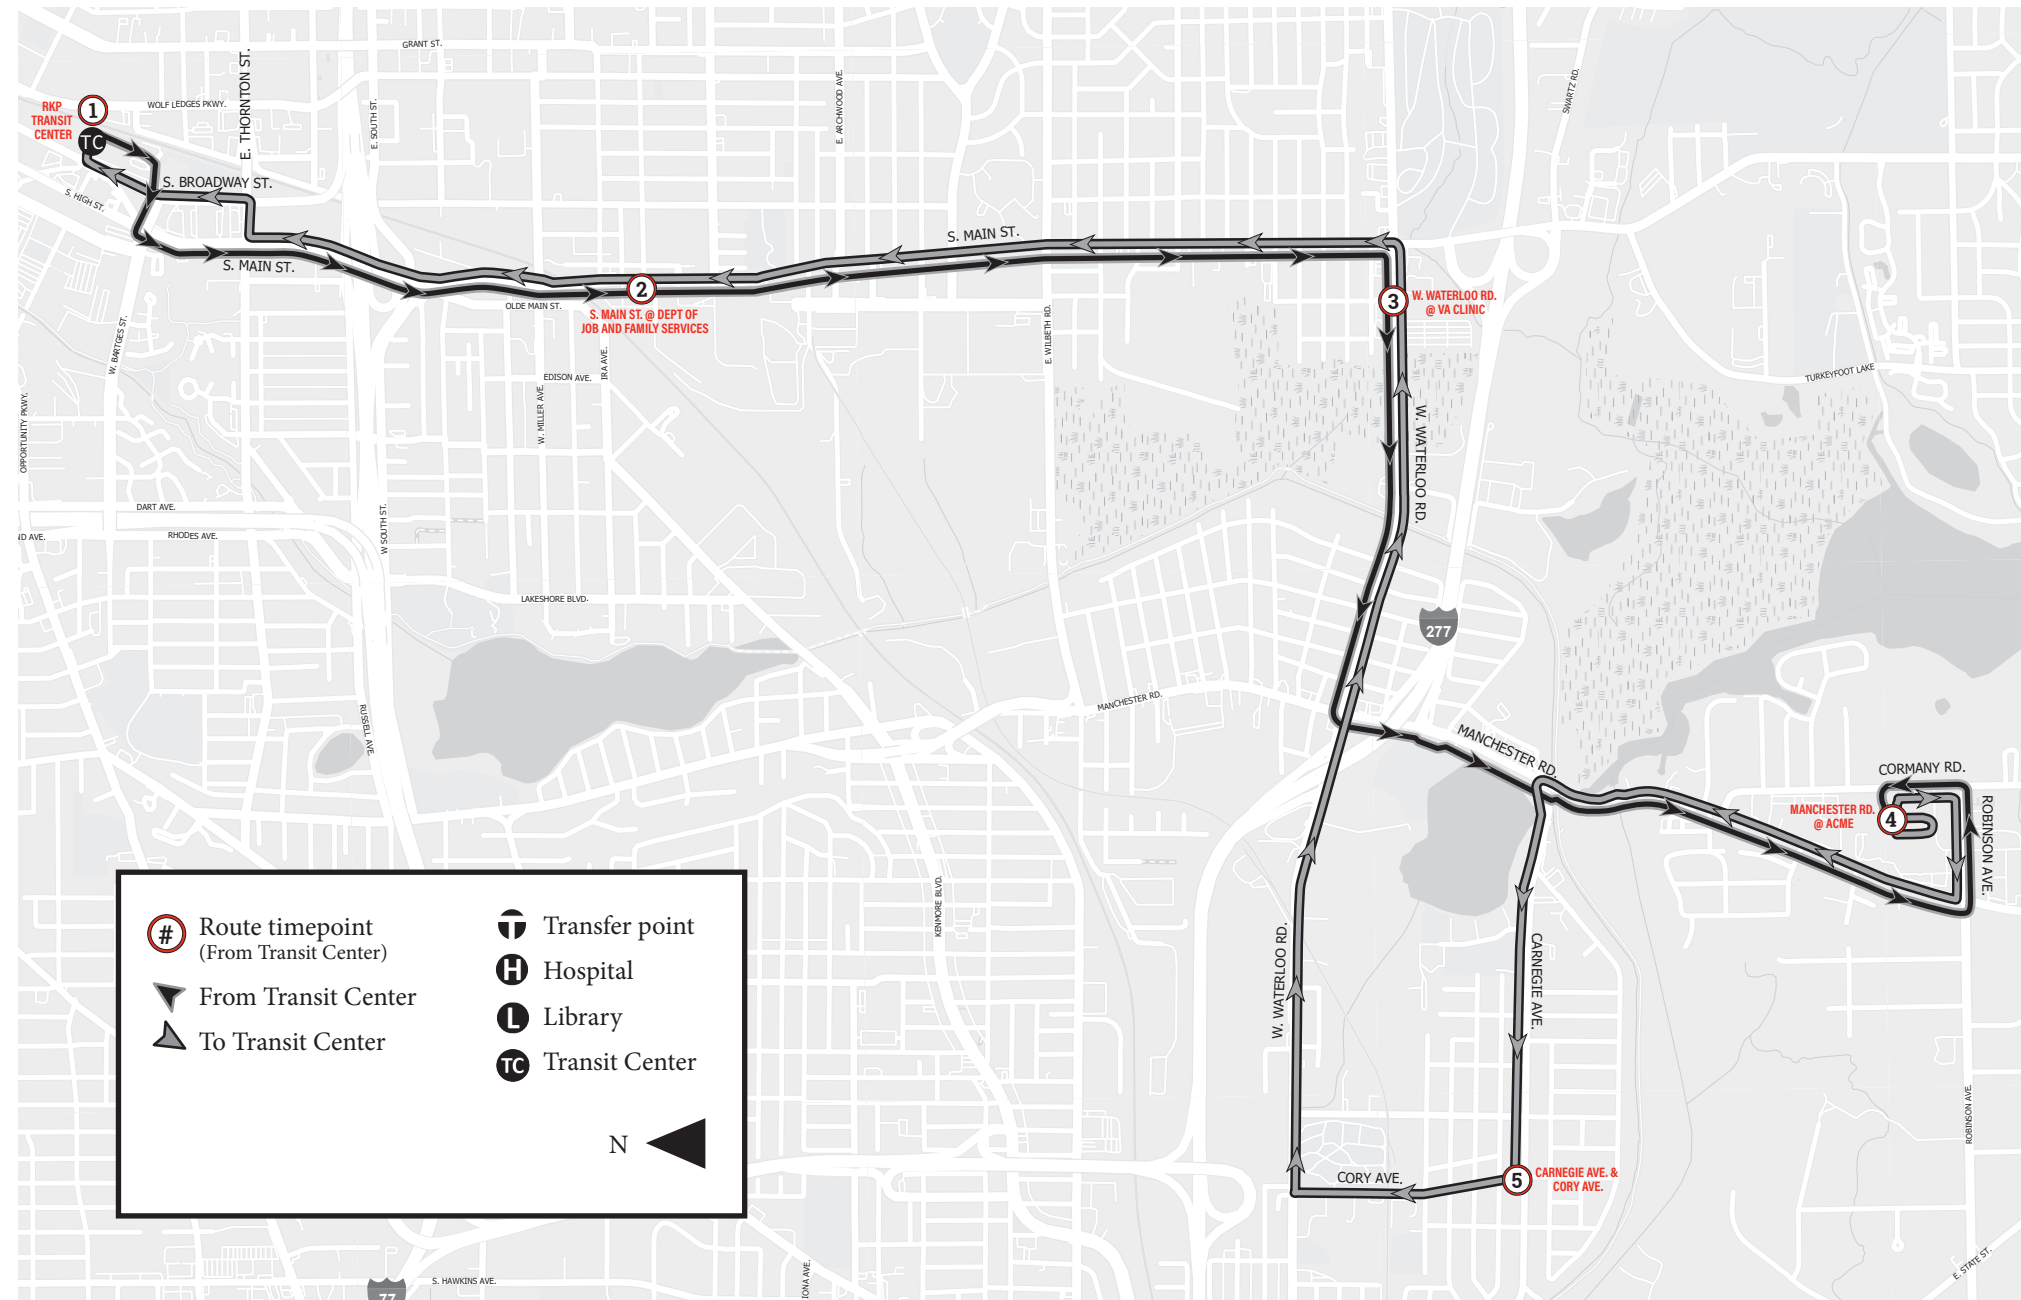 GRANT ST.
WOLF LEDGES PKWY.
E. THORNTON ST.
E. SOUTH ST.
E. ARCHWOOD AVE.
SWARTZ RD.
RKP
TRANSIT
CENTER
1
TC
S. HIGH ST.
S. BROADWAY ST.
S. MAIN ST.
S. MAIN ST.
OLDE MAIN ST.
2
S. MAIN ST. @ DEPT OF
JOB AND FAMILY SERVICES
3
W. WATERLOO RD.
@ VA CLINIC
E. WILBETH RD.
W. BARTGES ST.
EDISON AVE.
IRA AVE.
W. MILLER AVE.
TURKEYFOOT LAKE
OPPORTUNITY PKWY.
W. WATERLOO RD.
DART AVE.
RHODES AVE.
ND AVE.
W SOUTH ST.
LAKESHORE BLVD.
277
RUSSELL AVE.
MANCHESTER RD.
MANCHESTER RD.
CORMANY RD.
MANCHESTER RD.
@ ACME
4
ROBINSON AVE.
KENMORE BLVD.
W. WATERLOO RD.
CARNEGIE AVE.
ROBINSON AVE.
CORY AVE.
5
CARNEGIE AVE. &
CORY AVE.
E. STATE ST.
S. HAWKINS AVE.
IONA AVE.
77
# Route timepoint
(From Transit Center)
From Transit Center
To Transit Center
T Transfer point
H Hospital
L Library
TC Transit Center
N